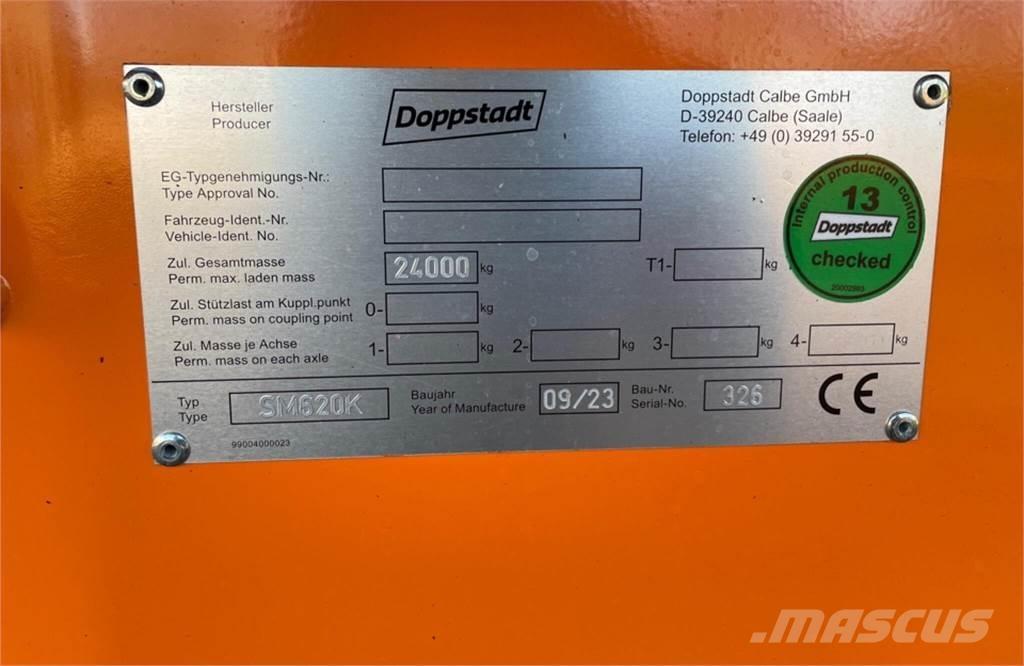 Hersteller
Producer
Doppstadt
Doppstadt Calbe GmbH
D-39240 Calbe (Saale)
Telefon: +49 (0) 39291 55-0
EG-Typgenehmigungs-Nr.:
Type Approval No.
Fahrzeug-Ident.-Nr.
Vehicle-Ident. No.
Internal production control
13
Doppstadt
checked
20002983
Zul. Gesamtmasse
Perm. max. laden mass
24000 kg
T1- kg
Zul. Stützlast am Kuppl.punkt
Perm. mass on coupling point
0- kg
Zul. Masse je Achse
Perm. mass on each axle
1- kg 2- kg 3- kg 4- kg
Typ
Type
SM620K
Baujahr
Year of Manufacture
09/23
Bau-Nr.
Serial-No.
326
CE
99004000023
MASCUS